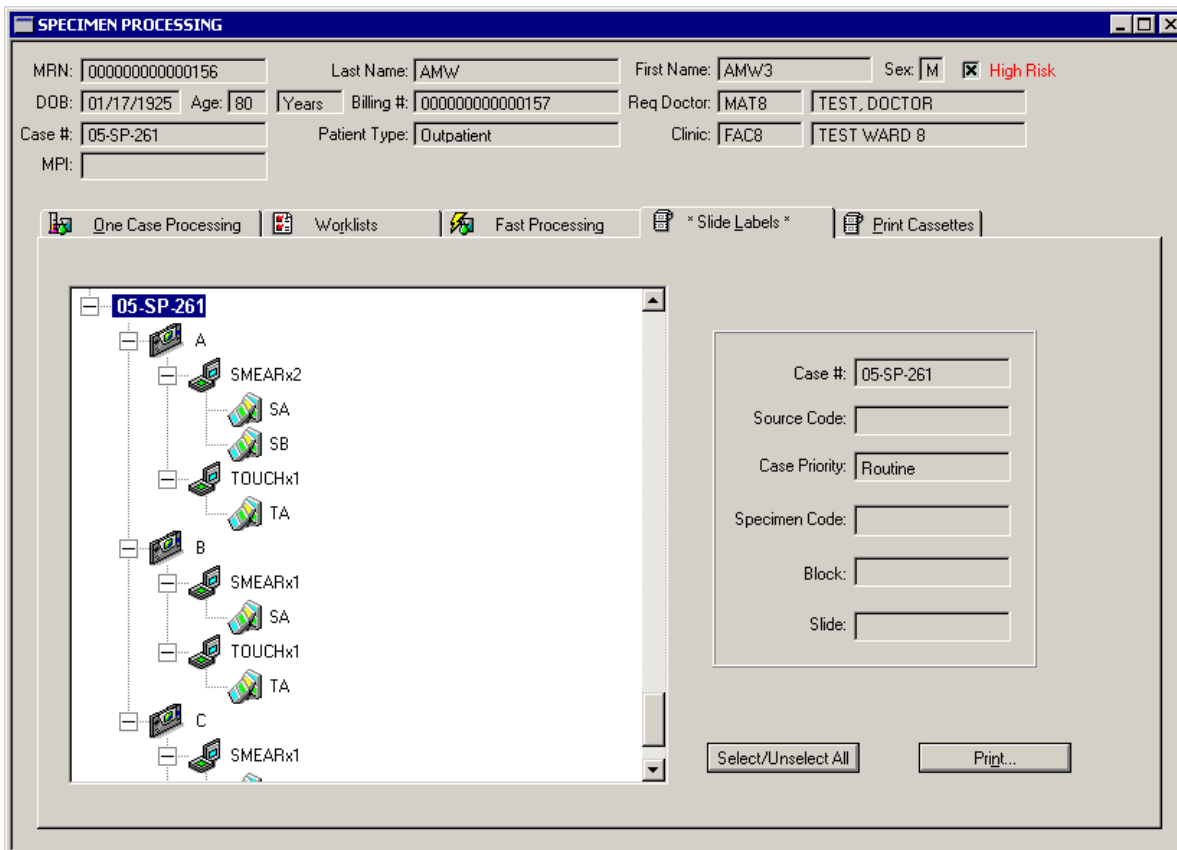 SPECIMEN PROCESSING
MRN: 000000000000156 Last Name: AMW First Name: AMW3 Sex: M High Risk
DOB: 01/17/1925 Age: 80 Years Billing #: 000000000000157 Req Doctor: MAT8 TEST, DOCTOR
Case #: 05-SP-261 Patient Type: Outpatient Clinic: FAC8 TEST WARD 8
MPI:
One Case Processing Worklists Fast Processing * Slide Labels * Print Cassettes
05-SP-261
A
SMEARx2
SA
SB
TOUCHx1
TA
B
SMEARx1
SA
TOUCHx1
TA
C
SMEARx1
Case #: 05-SP-261
Source Code:
Case Priority: Routine
Specimen Code:
Block:
Slide:
Select/Unselect All Print...